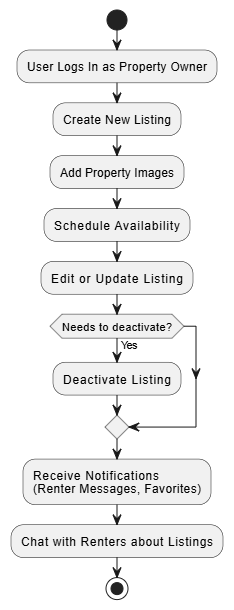 User Logs In as Property Owner
Create New Listing
Add Property Images
Schedule Availability
Edit or Update Listing
Needs to deactivate?
Yes
Deactivate Listing
Receive Notifications
(Renter Messages, Favorites)
Chat with Renters about Listings